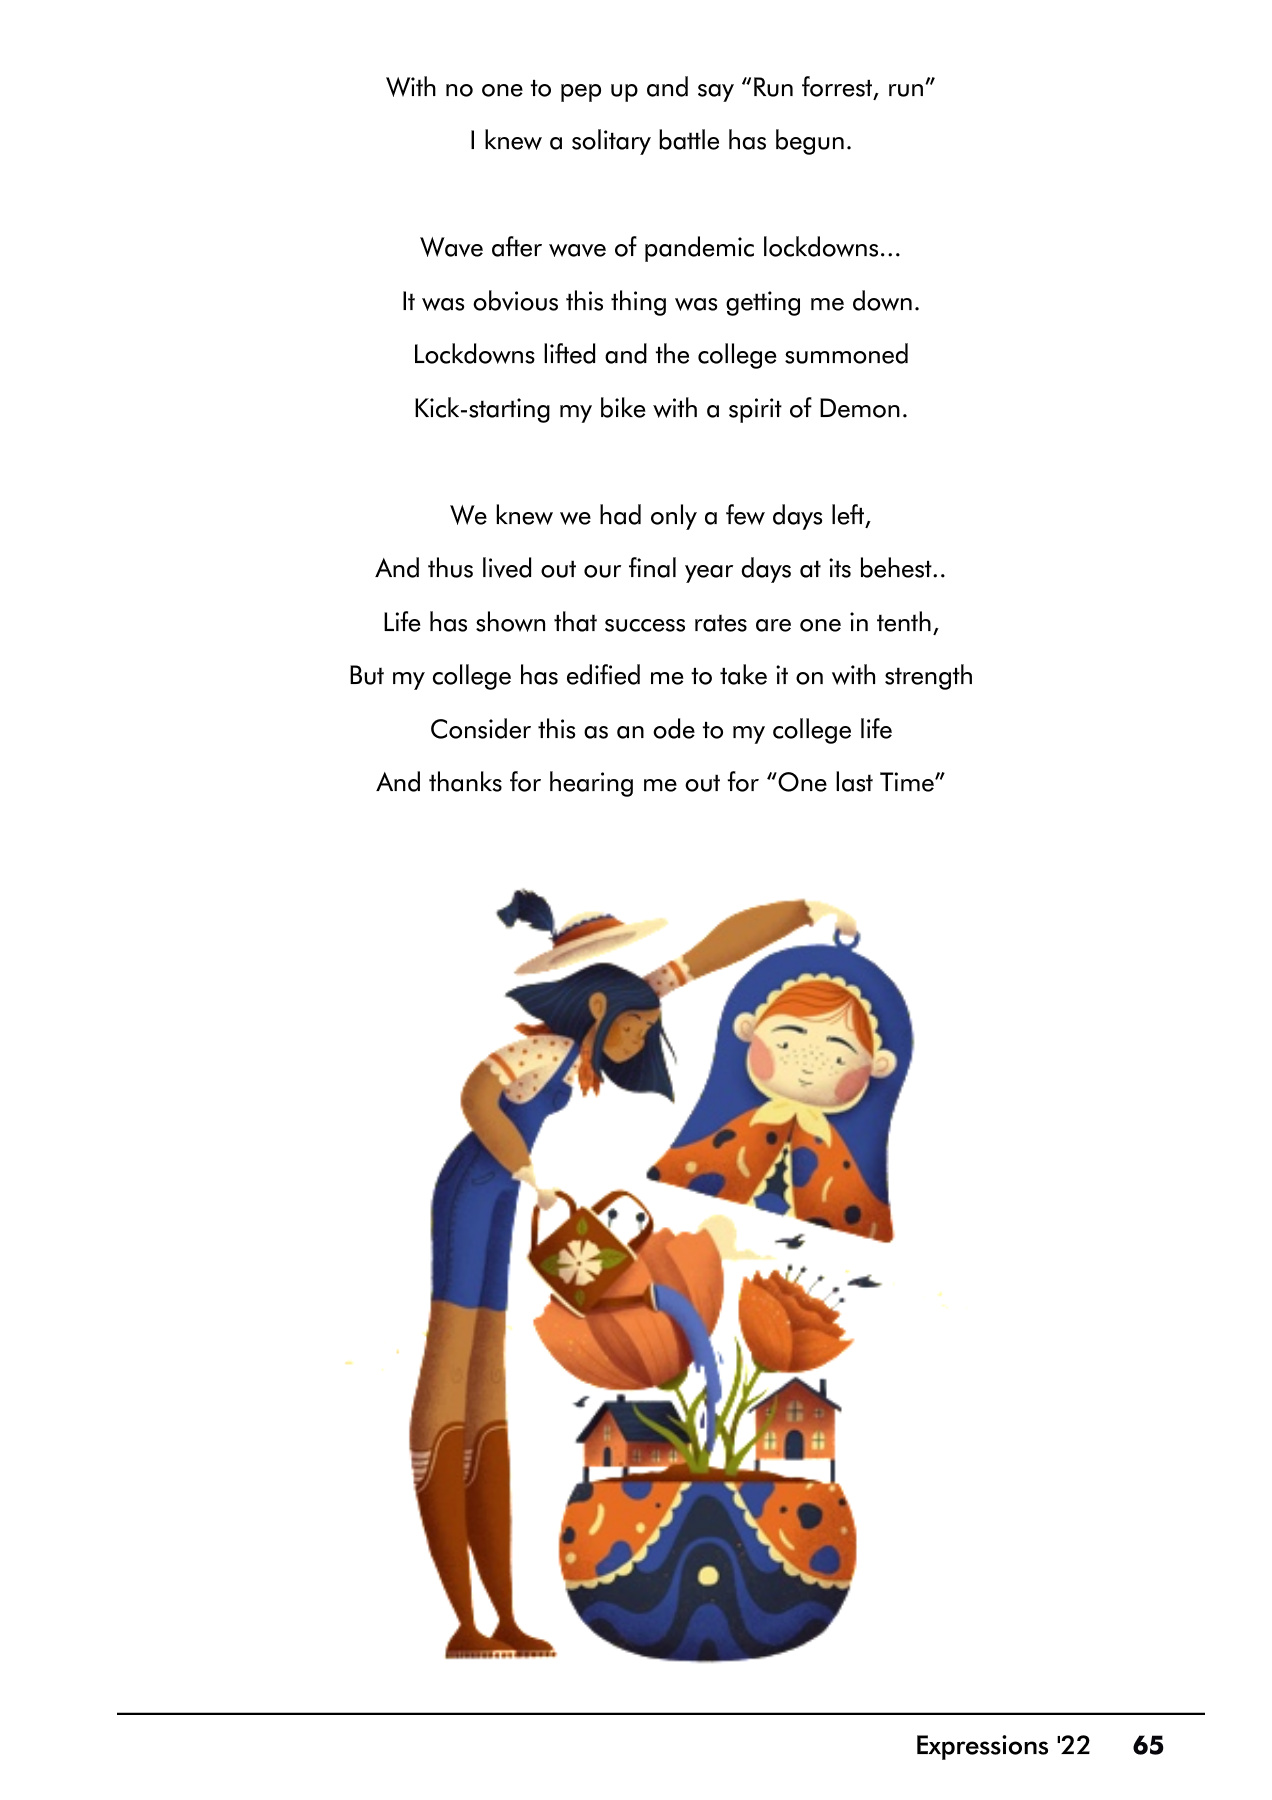 With no one to pep up and say “Run forrest, run”
I knew a solitary battle has begun.
Wave after wave of pandemic lockdowns...
It was obvious this thing was getting me down.
Lockdowns lifted and the college summoned
Kick-starting my bike with a spirit of Demon.
We knew we had only a few days left,
And thus lived out our final year days at its behest..
Life has shown that success rates are one in tenth,
But my college has edified me to take it on with strength
Consider this as an ode to my college life
And thanks for hearing me out for “One last Time”
Expressions '22 65